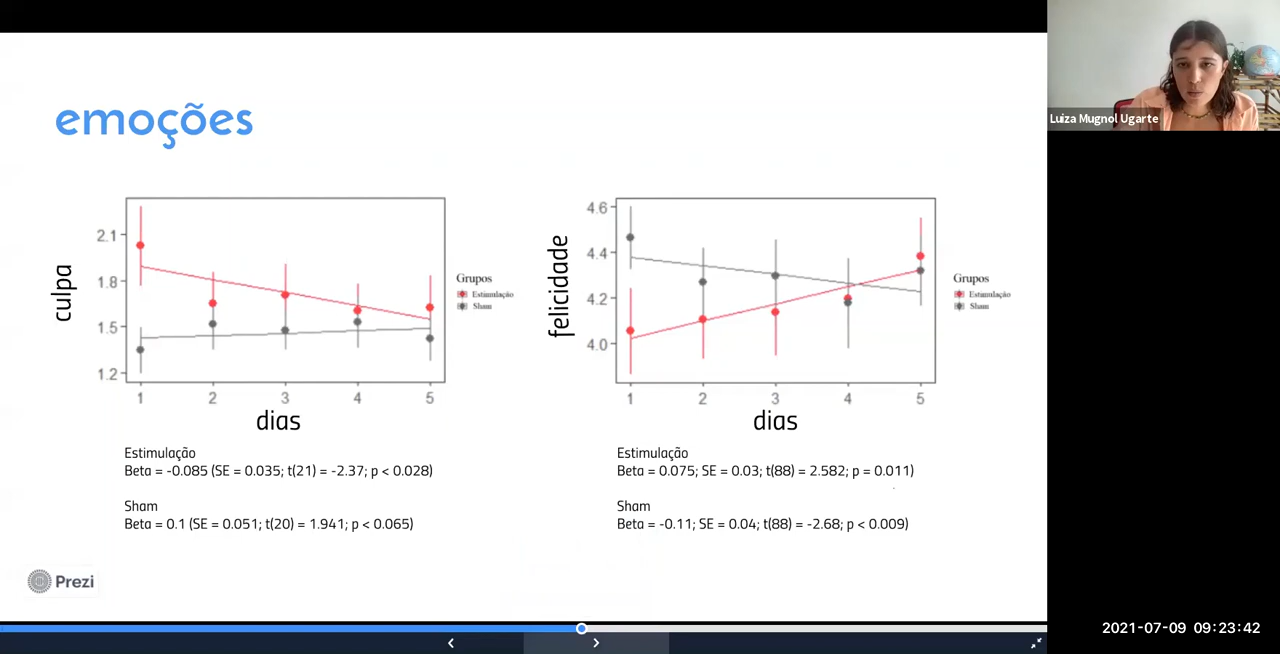 emoções
Luiza Mugnol Ugarte
culpa
2.1
1.8
1.5
1.2
1 2 3 4 5
dias
Grupos
Estimulação
Sham
felicidade
4.6
4.4
4.2
4.0
1 2 3 4 5
dias
Grupos
Estimulação
Sham
Estimulação
Beta = -0.085 (SE = 0.035; t(21) = -2.37; p < 0.028)
Sham
Beta = 0.1 (SE = 0.051; t(20) = 1.941; p < 0.065)
Estimulação
Beta = 0.075; SE = 0.03; t(88) = 2.582; p = 0.011)
Sham
Beta = -0.11; SE = 0.04; t(88) = -2.68; p < 0.009)
Prezi
2021-07-09 09:23:42